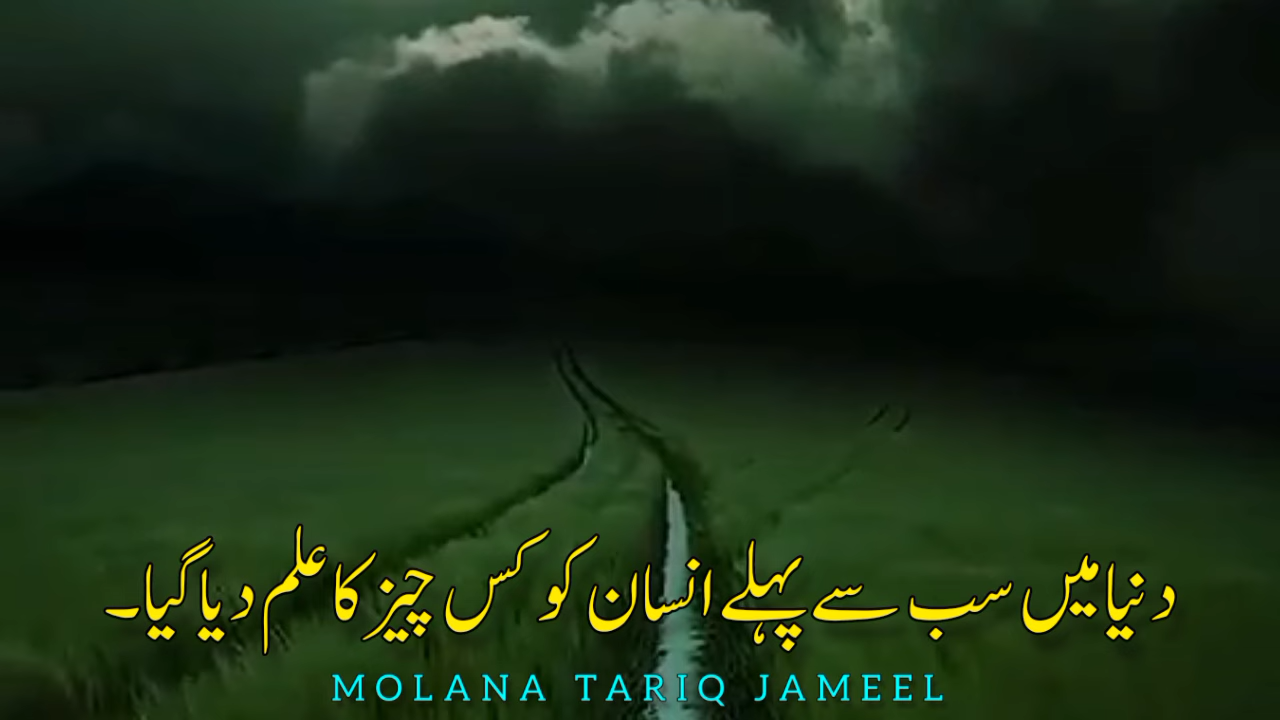 دنیا میں سب سے پہلے انسان کو کس چیز کا علم دیا گیا۔
MOLANA TARIQ JAMEEL